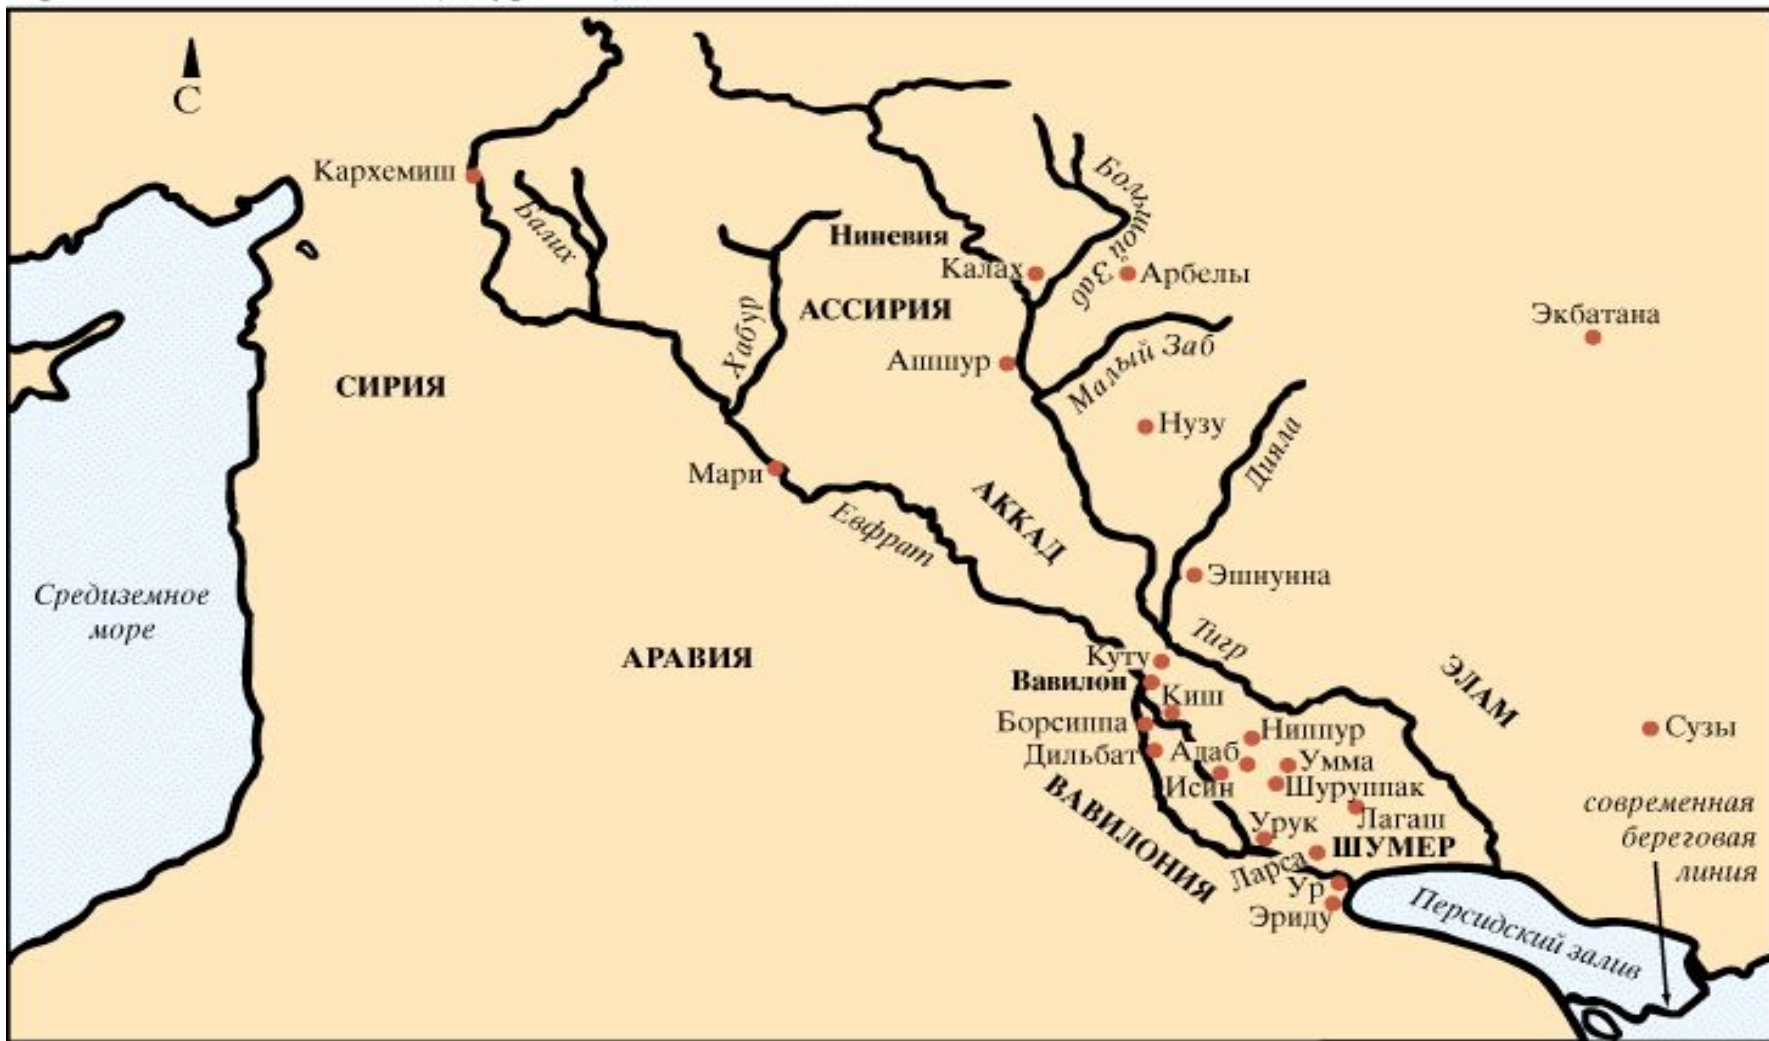 С
Кархемиш
Балих
Хабур
Ниневия
Калах
Большой Заб
Арбелы
АССИРИЯ
Ашшур
Малый Заб
Экбатана
СИРИЯ
Нузу
Дияла
Мари
Евфрат
АККАД
Эшнунна
Средиземное
море
АРАВИЯ
Тигр
Куту
Вавилон
Киш
ЭЛАМ
Борсиппа
Ниппур
Сузы
Дильбат
Адаб
Умма
Исин
Шуруппак
ВАВИЛОНИЯ
Лагаш
Урук
ШУМЕР
Ларса
Ур
Эриду
современная
береговая
линия
Персидский залив